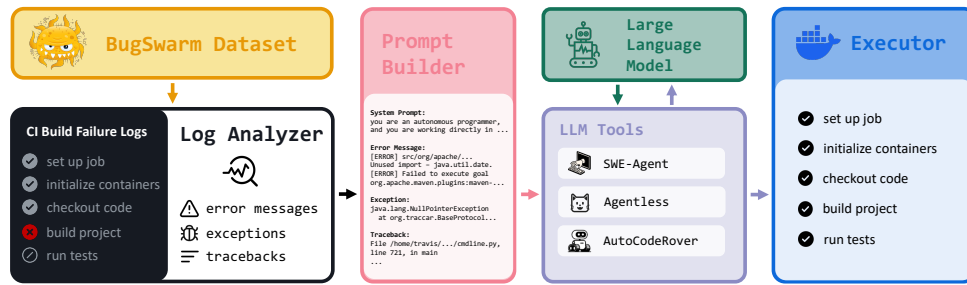 BugSwarm Dataset
CI Build Failure Logs
set up job
initialize containers
checkout code
build project
run tests
Log Analyzer
error messages
exceptions
tracebacks
Prompt
Builder
System Prompt:
you are an autonomous programmer,
and you are working directly in ...
Error Message:
[ERROR] src/org/apache/...
Unused import – java.util.date.
[ERROR] Failed to execute goal
org.apache.maven.plugins:maven-...
Exception:
java.lang.NullPointerException
at org.traccar.BaseProtocol...
Traceback:
File /home/travis/.../cmdline.py,
line 721, in main
...
Large
Language
Model
LLM Tools
SWE-Agent
Agentless
AutoCodeRover
Executor
set up job
initialize containers
checkout code
build project
run tests